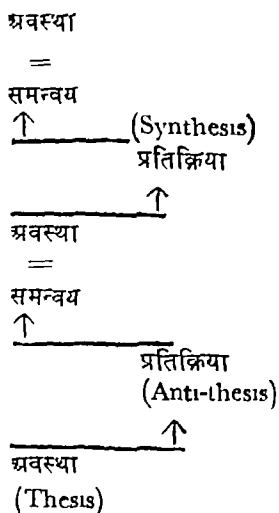 अवस्था
=
समन्वय
↑ (Synthesis)
प्रतिक्रिया
↑
अवस्था
=
समन्वय
↑
प्रतिक्रिया
(Anti-thesis)
↑
अवस्था
(Thesis)